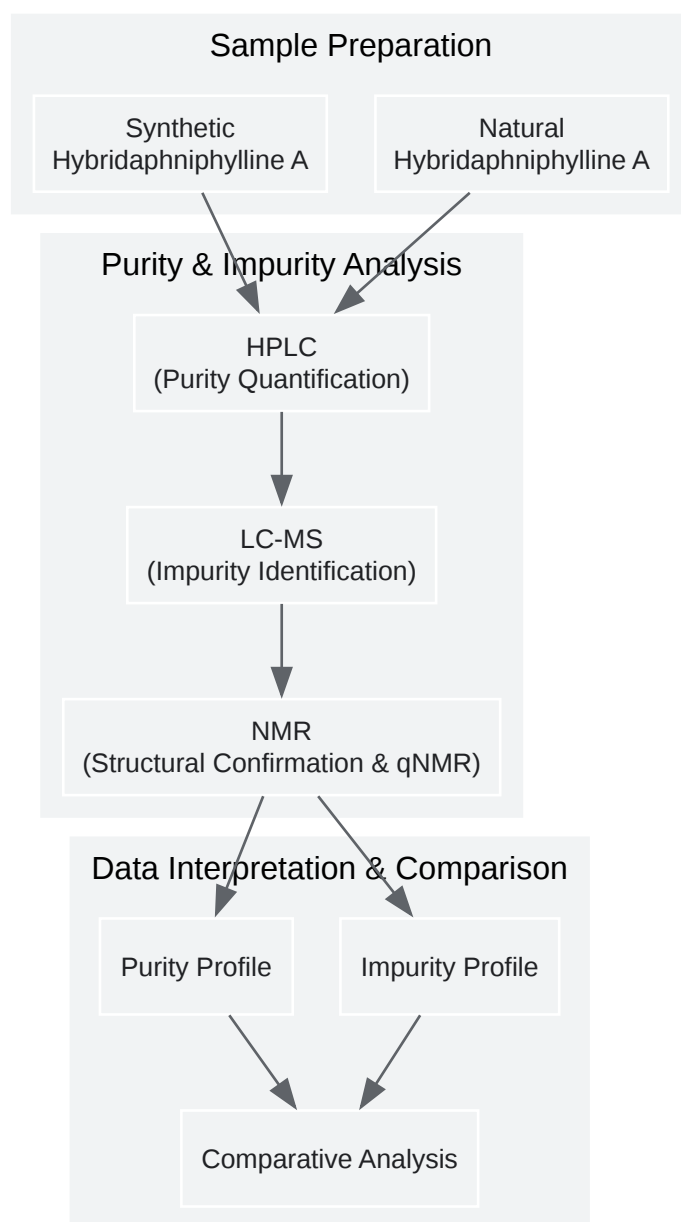 Sample Preparation
Synthetic
Hybridaphniphylline A
Natural
Hybridaphniphylline A
Purity & Impurity Analysis
HPLC
(Purity Quantification)
LC-MS
(Impurity Identification)
NMR
(Structural Confirmation & qNMR)
Data Interpretation & Comparison
Purity Profile
Impurity Profile
Comparative Analysis